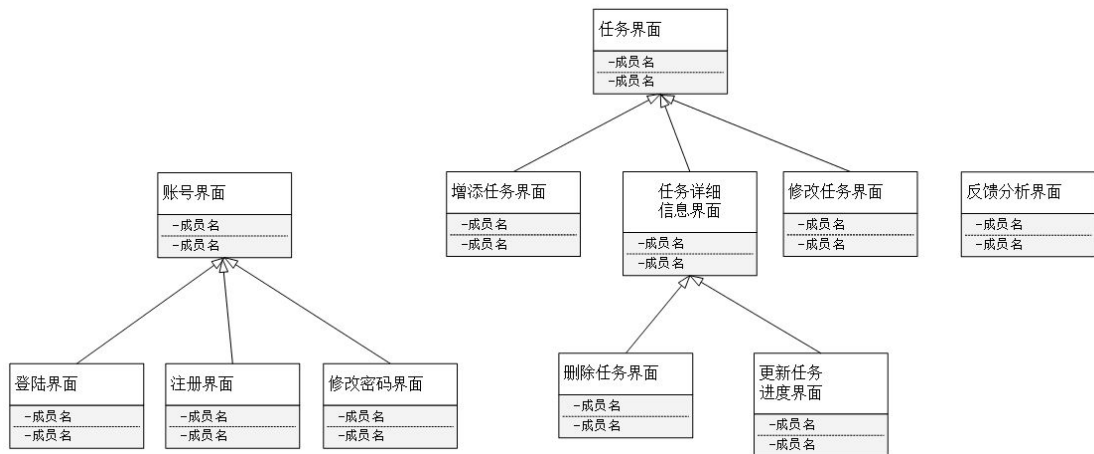 任务界面
-成员名
-成员名
账号界面
-成员名
-成员名
增添任务界面
-成员名
-成员名
任务详细
信息界面
-成员名
-成员名
修改任务界面
-成员名
-成员名
反馈分析界面
-成员名
-成员名
登陆界面
-成员名
-成员名
注册界面
-成员名
-成员名
修改密码界面
-成员名
-成员名
删除任务界面
-成员名
-成员名
更新任务
进度界面
-成员名
-成员名